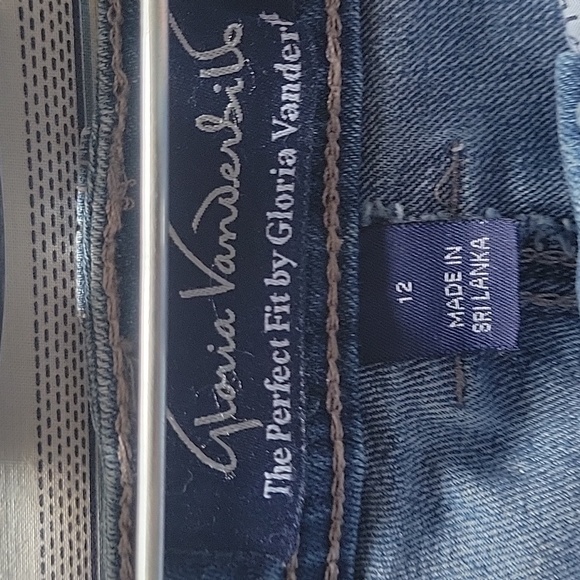 Gloria Vanderbilt
The Perfect Fit by Gloria Vanderbilt
12
MADE IN
SRI LANKA